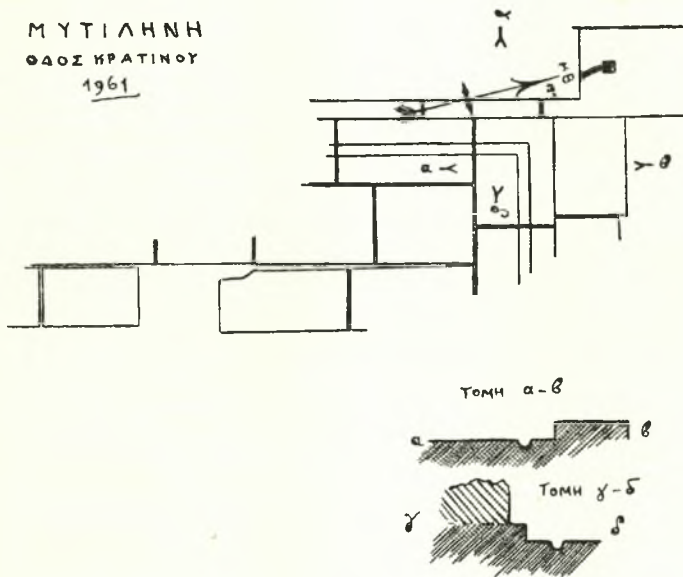 ΜΥΤΙΛΗΝΗ
ΟΔΟΣ ΚΡΑΤΙΝΟΥ
1961
α
Β
α
β
ΤΟΜΗ α-β
α
β
ΤΟΜΗ γ-δ
γ
δ